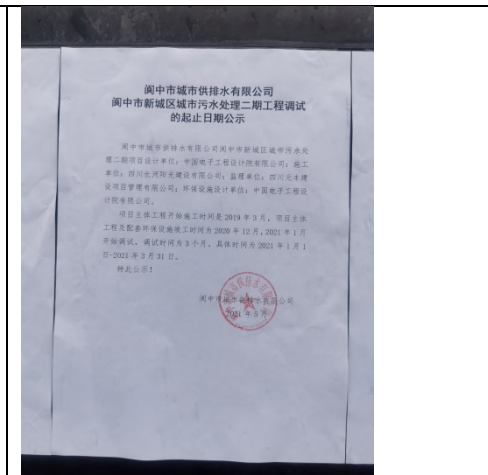 阆中市城市供排水有限公司
阆中市新城区城市污水处理二期工程调试
的起止日期公示
阆中市城市供排水有限公司阆中市新城区城市污水处
理二期项目设计单位：中国电子工程设计院有限公司；施工
单位：四川长河阳光建设有限公司；监理单位：四川元丰建
设项目管理有限公司；环保设施设计单位：中国电子工程设
计院有限公司。
项目主体工程开始施工时间是2019年3月，项目主体
工程及配套环保设施竣工时间为2020年12月，2021年1月
开始调试，调试时间为3个月，具体时间为2021年1月1
日-2021年3月31日。
特此公示！
阆中市城市供排水有限公司
2021年5月